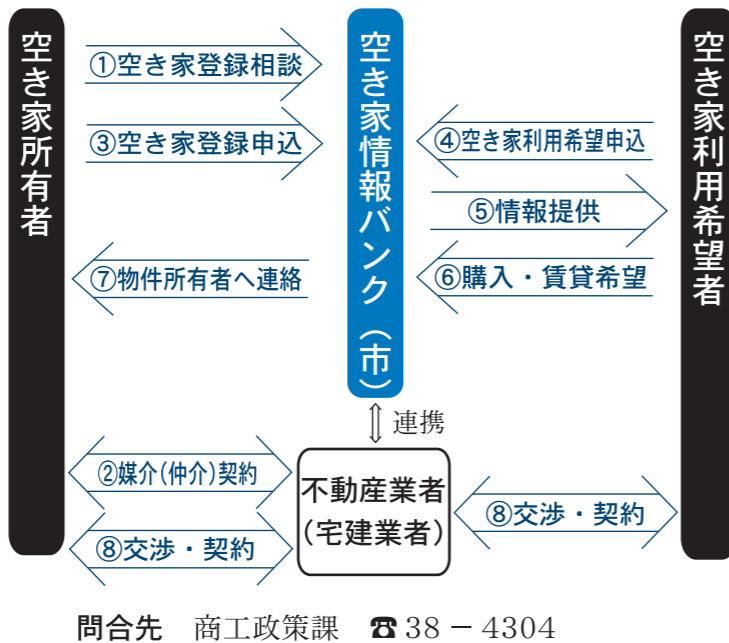 空き家所有者
①空き家登録相談
③空き家登録申込
⑦物件所有者へ連絡
空き家情報バンク（市）
④空き家利用希望申込
⑤情報提供
⑥購入・賃貸希望
空き家利用希望者
連携
②媒介(仲介)契約
⑧交渉・契約
不動産業者
（宅建業者）
⑧交渉・契約
問合先　商工政策課　☎38－4304